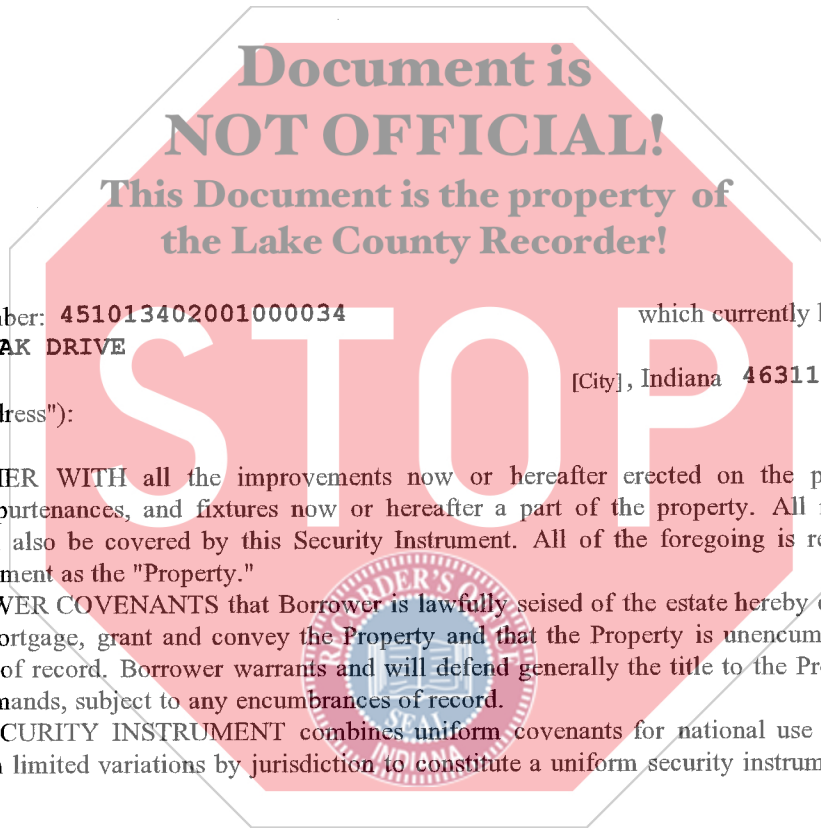 Document is
NOT OFFICIAL!
This Document is the property of
the Lake County Recorder!
STOP
nber: 451013402001000034 which currently h
AK DRIVE
[City], Indiana 46311
dress"):
ER WITH all the improvements now or hereafter erected on the p
purtenances, and fixtures now or hereafter a part of the property. All r
also be covered by this Security Instrument. All of the foregoing is re
ment as the "Property."
WER COVENANTS that Borrower is lawfully seised of the estate hereby c
ortgage, grant and convey the Property and that the Property is unencum
of record. Borrower warrants and will defend generally the title to the Pro
mands, subject to any encumbrances of record.
CURITY INSTRUMENT combines uniform covenants for national use
limited variations by jurisdiction to constitute a uniform security instrum
SEAL
INDIANA